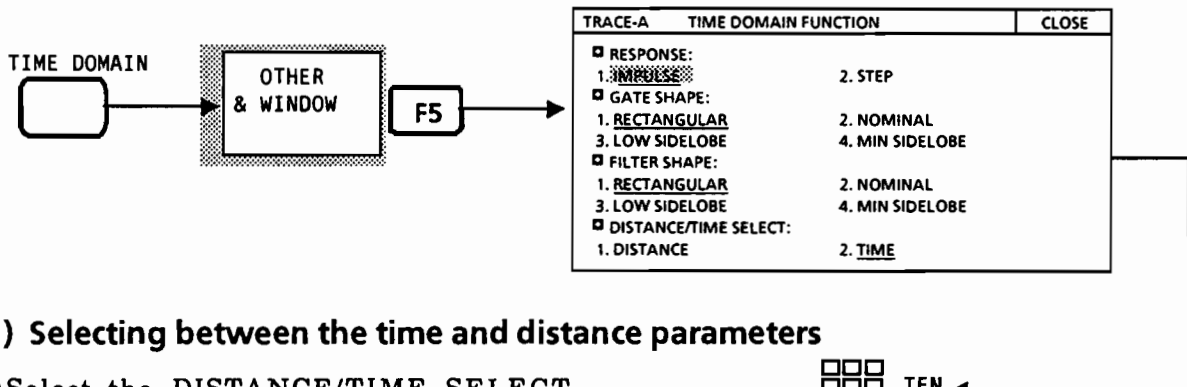 TRACE-A TIME DOMAIN FUNCTION CLOSE
TIME DOMAIN
OTHER
& WINDOW
F5
RESPONSE:
1. IMPULSE 2. STEP
GATE SHAPE:
1. RECTANGULAR 2. NOMINAL
3. LOW SIDELOBE 4. MIN SIDELOBE
FILTER SHAPE:
1. RECTANGULAR 2. NOMINAL
3. LOW SIDELOBE 4. MIN SIDELOBE
DISTANCE/TIME SELECT:
1. DISTANCE 2. TIME
) Selecting between the time and distance parameters
Select the DISTANCE/TIME SELECT
TEN